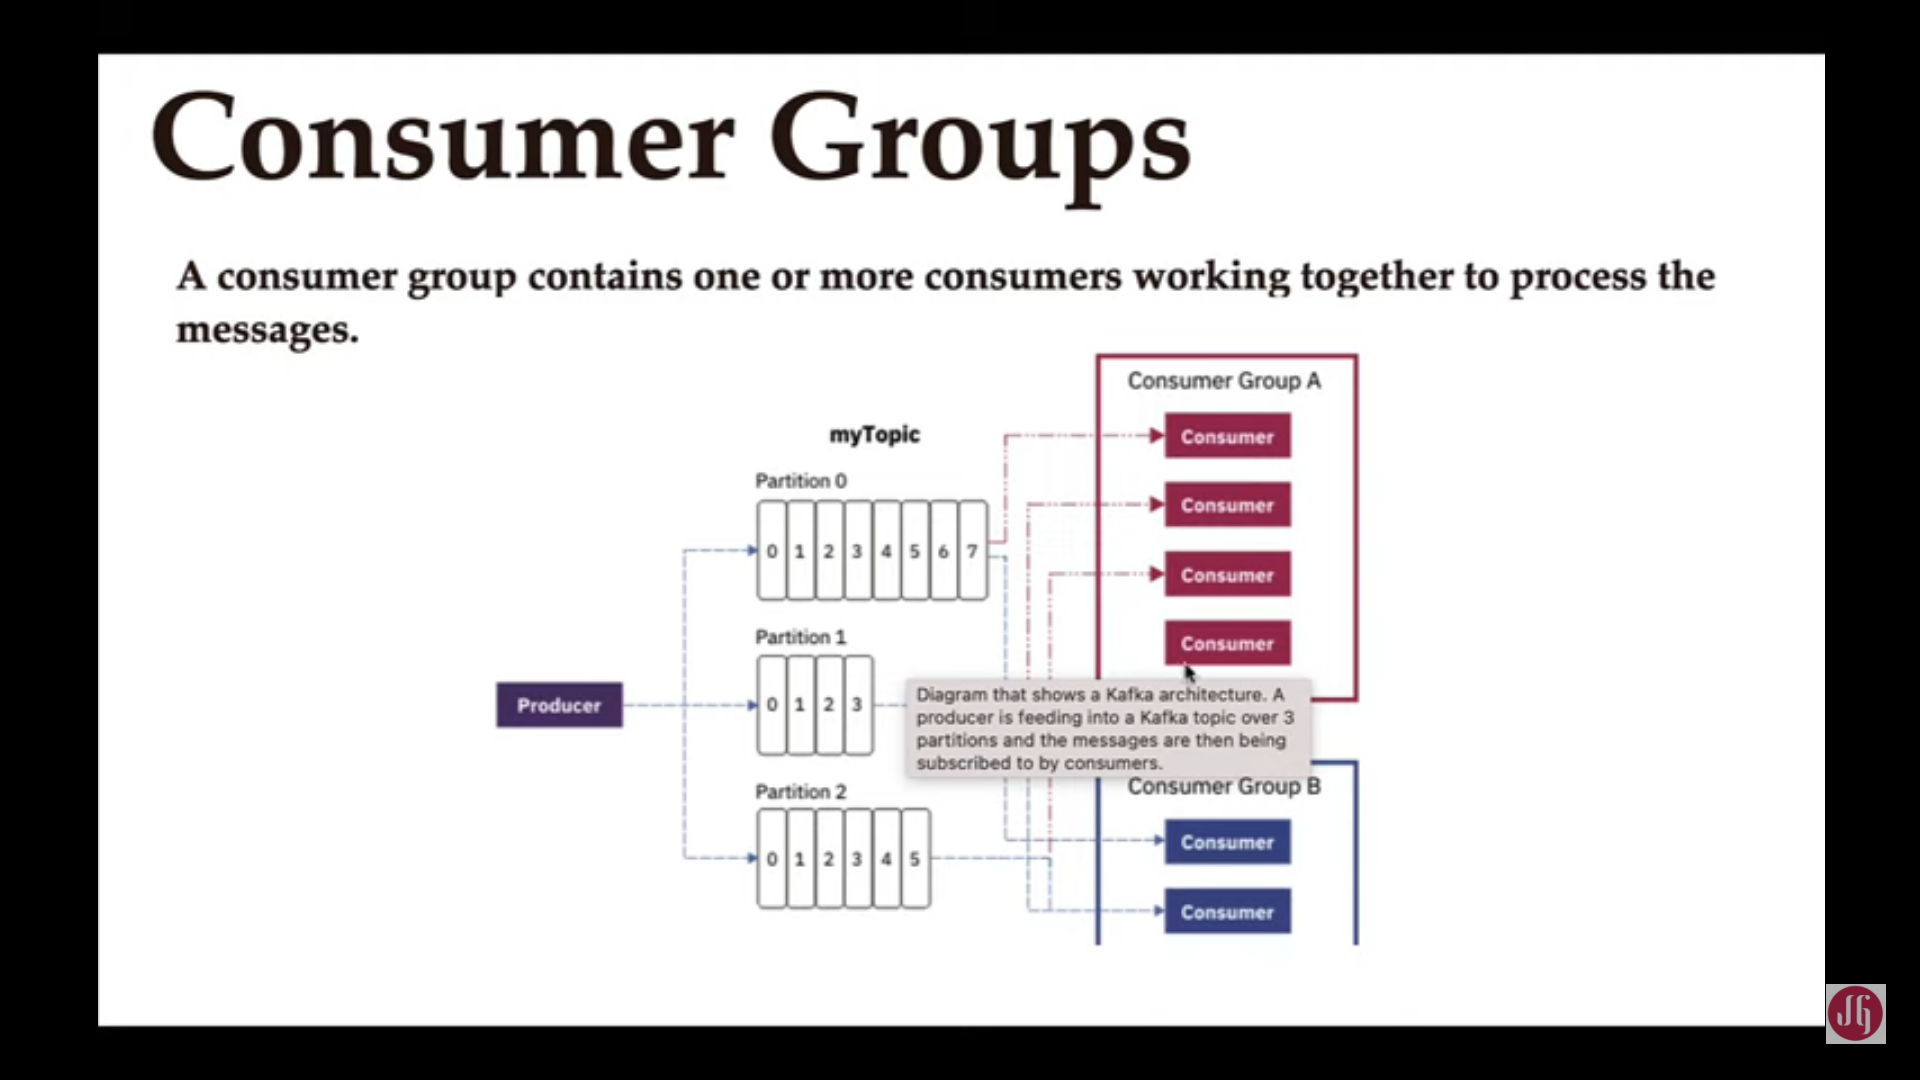 Consumer Groups
A consumer group contains one or more consumers working together to process the
messages.
Consumer Group A
Consumer
Consumer
Consumer
Consumer
myTopic
Partition 0
0 1 2 3 4 5 6 7
Partition 1
0 1 2 3
Partition 2
0 1 2 3 4 5
Producer
Diagram that shows a Kafka architecture. A
producer is feeding into a Kafka topic over 3
partitions and the messages are then being
subscribed to by consumers.
Consumer Group B
Consumer
Consumer